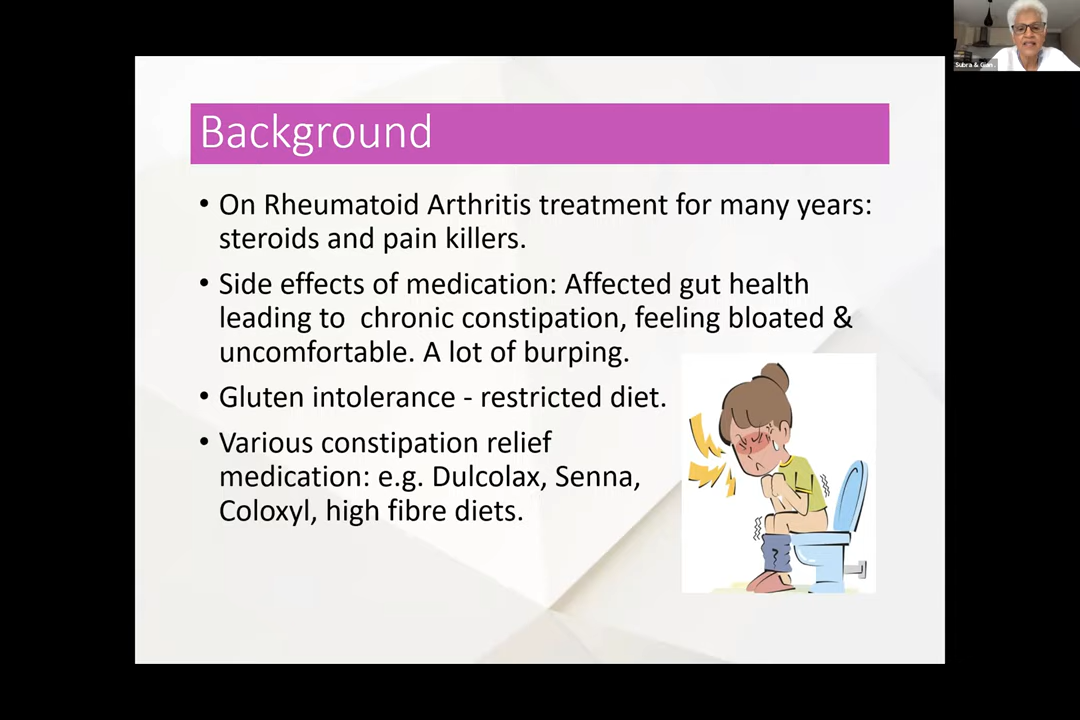 Background
• On Rheumatoid Arthritis treatment for many years:
steroids and pain killers.
• Side effects of medication: Affected gut health
leading to chronic constipation, feeling bloated &
uncomfortable. A lot of burping.
• Gluten intolerance - restricted diet.
• Various constipation relief
medication: e.g. Dulcolax, Senna,
Coloxyl, high fibre diets.
Subra &